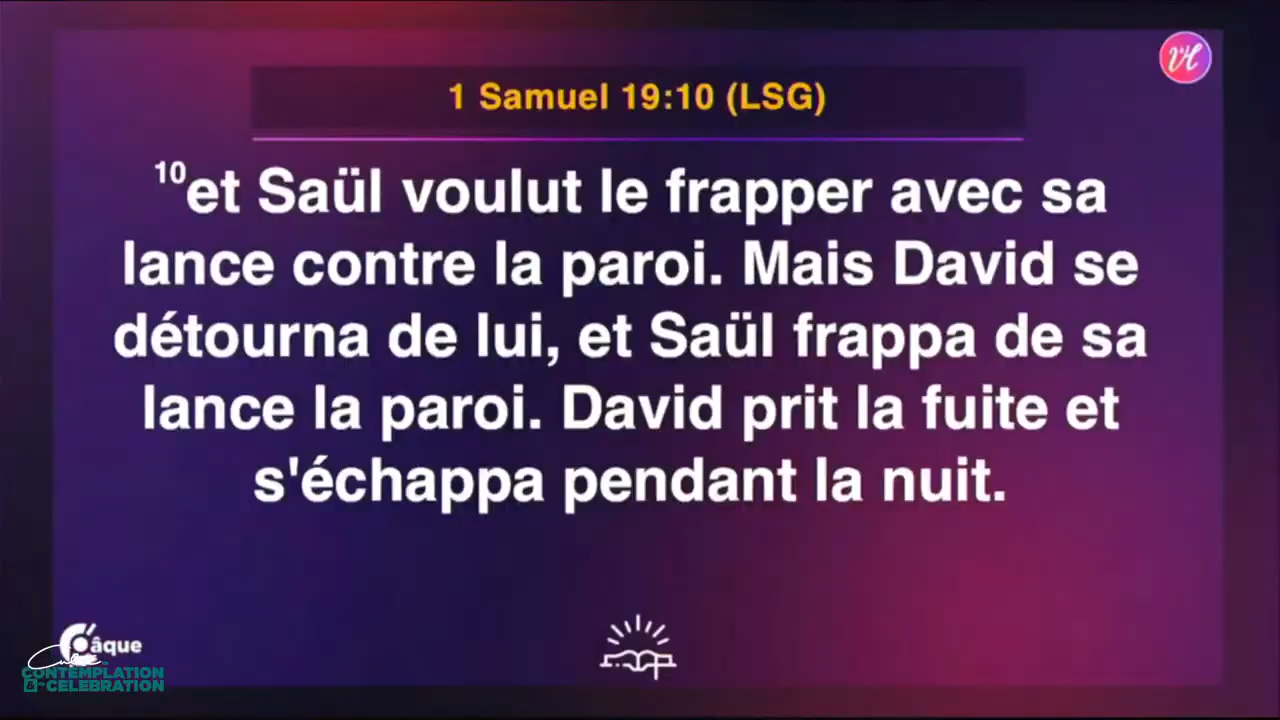 1 Samuel 19:10 (LSG)
10et Saül voulut le frapper avec sa
lance contre la paroi. Mais David se
détourna de lui, et Saül frappa de sa
lance la paroi. David prit la fuite et
s'échappa pendant la nuit.
Pâque
CONTEMPLATION
& CELEBRATION